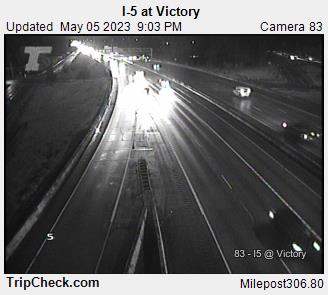 I-5 at Victory
Updated May 05 2023 9:03 PM Camera 83
S
83 - I5 @ Victory
TripCheck.com Milepost306.80